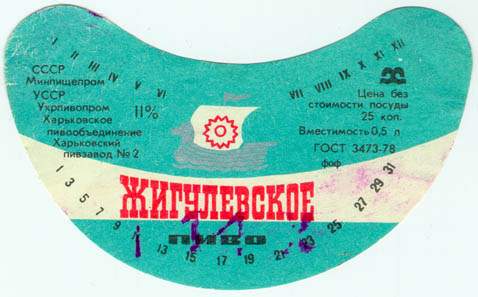 I II III IV V VI
VII VIII IX X XI XII
СССР
Минпищепром
УССР
Укрпивопром
Харьковское
пивообъединение
Харьковский
пивзавод № 2
11%
Цена без
стоимости посуды
25 коп.
Вместимость 0,5 л
ГОСТ 3473-78
фоф
ЖИГУЛЕВСКОЕ
ПИВО
1 3 5 7 9 13 15 17 19 23 25 27 29 31